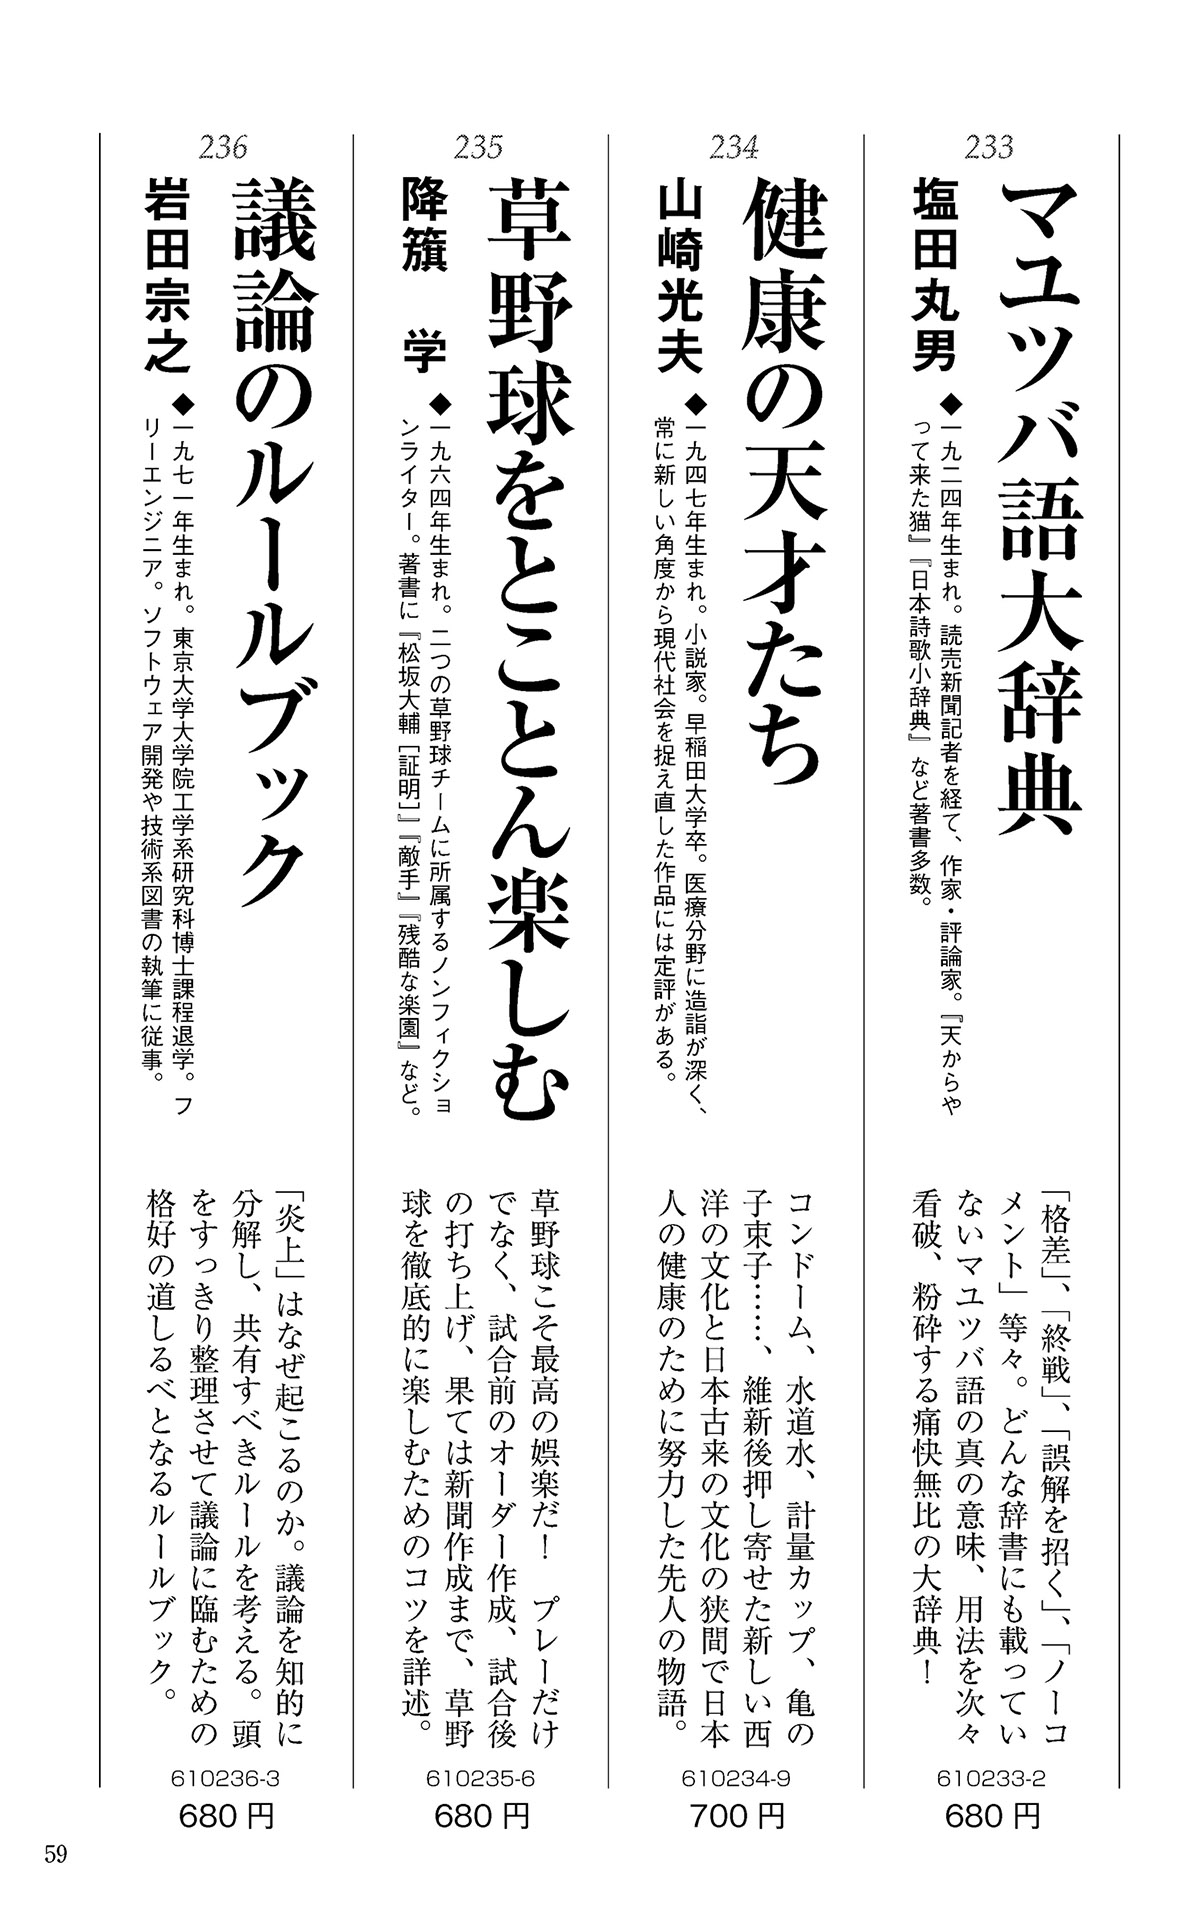 233
マユツバ語大辞典
塩田丸男
◆一九二四年生まれ。読売新聞記者を経て、作家・評論家。『天からや
って来た猫』『日本詩歌小辞典』など著書多数。
「格差」、「終戦」、「誤解を招く」、「ノーコ
メント」等々。どんな辞書にも載ってい
ないマユツバ語の真の意味、用法を次々
看破、粉砕する痛快無比の大辞典！
610233-2
680円
234
健康の天才たち
山崎光夫
◆一九四七年生まれ。小説家。早稲田大学卒。医療分野に造詣が深く、
常に新しい角度から現代社会を捉え直した作品には定評がある。
コンドーム、水道水、計量カップ、亀の
子束子……、維新後押し寄せた新しい西
洋の文化と日本古来の文化の狭間で日本
人の健康のために努力した先人の物語。
610234-9
700円
235
草野球をとことん楽しむ
降籏　学
◆一九六四年生まれ。二つの草野球チームに所属するノンフィクショ
ンライター。著書に『松坂大輔［証明］』『敵手』『残酷な楽園』など。
草野球こそ最高の娯楽だ！　プレーだけ
でなく、試合前のオーダー作成、試合後
の打ち上げ、果ては新聞作成まで、草野
球を徹底的に楽しむためのコツを詳述。
610235-6
680円
236
議論のルールブック
岩田宗之
◆一九七一年生まれ。東京大学大学院工学系研究科博士課程退学。フ
リーエンジニア。ソフトウェア開発や技術系図書の執筆に従事。
「炎上」はなぜ起こるのか。議論を知的に
分解し、共有すべきルールを考える。頭
をすっきり整理させて議論に臨むための
格好の道しるべとなるルールブック。
610236-3
680円
59